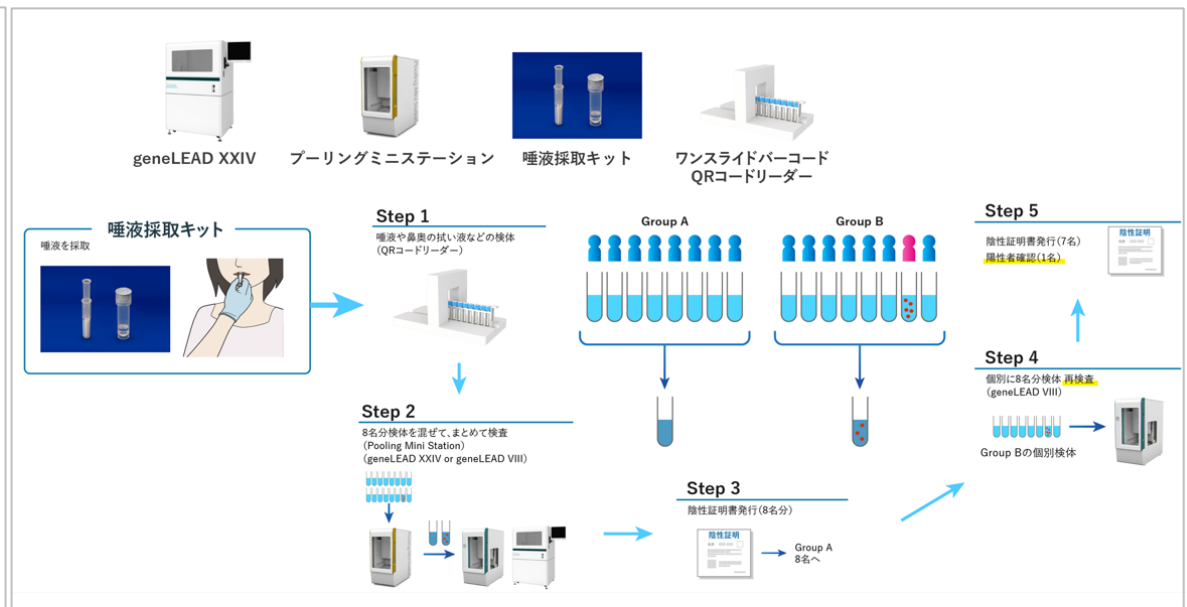 geneLEAD XXIV
プーリングミニステーション
唾液採取キット
ワンスライドバーコード
QRコードリーダー
唾液採取キット
唾液を採取
Step 1
唾液や鼻奥の拭い液などの検体
(QRコードリーダー)
Step 2
8名分検体を混ぜて、まとめて検査
(Pooling Mini Station)
(geneLEAD XXIV or geneLEAD VIII)
Group A
Group B
Step 3
陰性証明書発行(8名分)
陰性証明
Group A
8名へ
Step 4
個別に8名分検体 再検査
(geneLEAD VIII)
Group Bの個別検体
Step 5
陰性証明書発行(7名)
陽性者確認(1名)
陰性証明